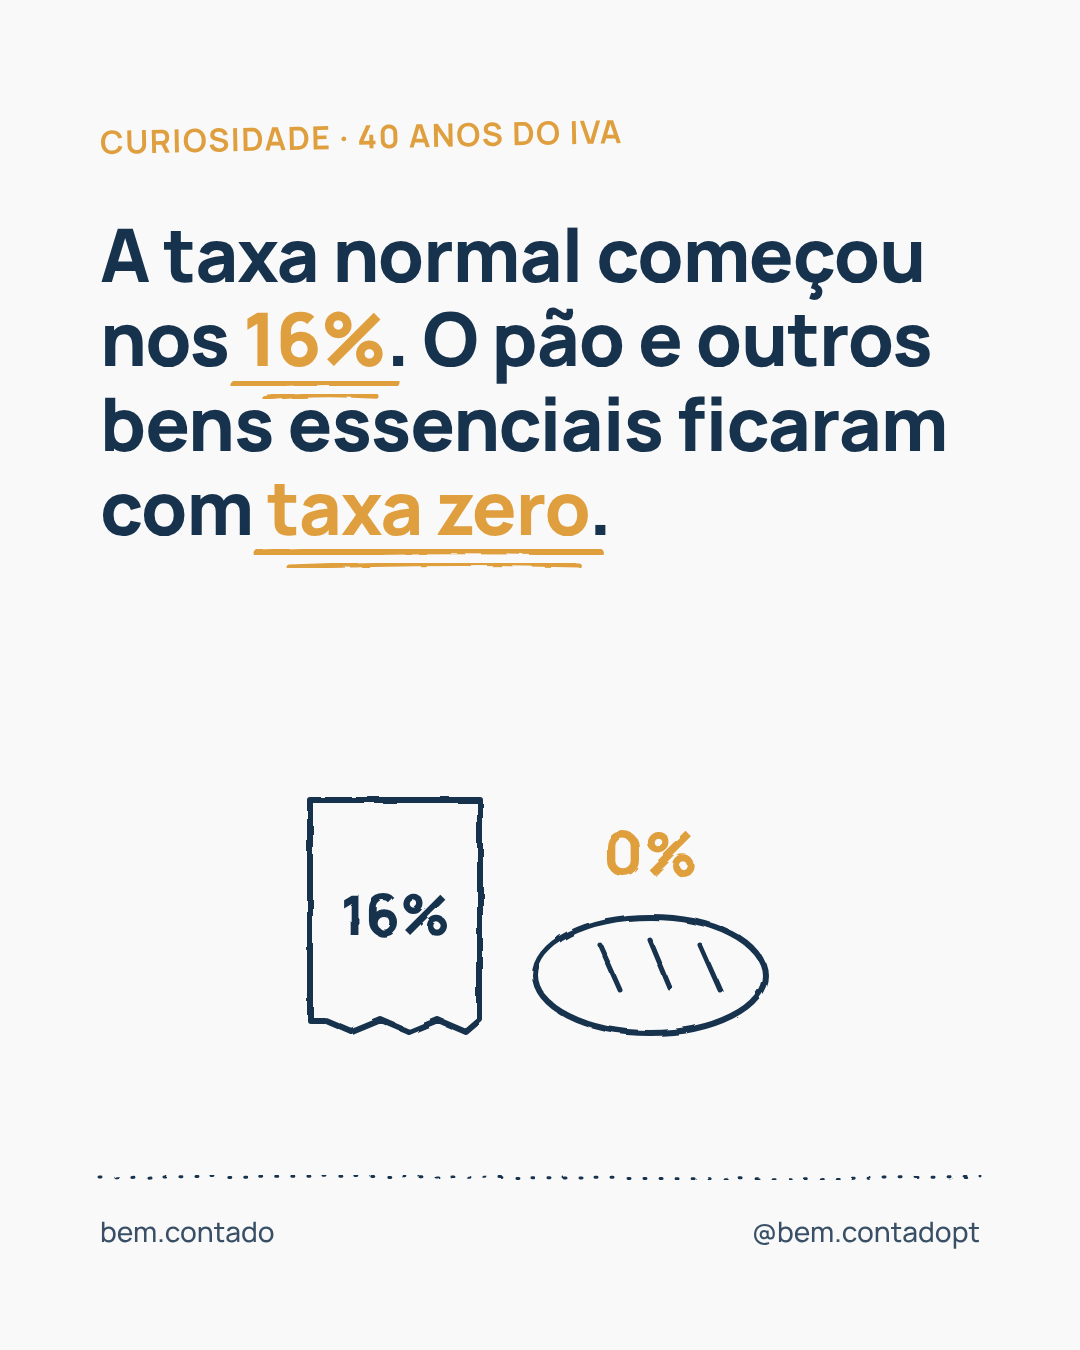 CURIOSIDADE · 40 ANOS DO IVA
A taxa normal começou
nos 16%. O pão e outros
bens essenciais ficaram
com taxa zero.
0%
16%
bem.contado
@bem.contadopt